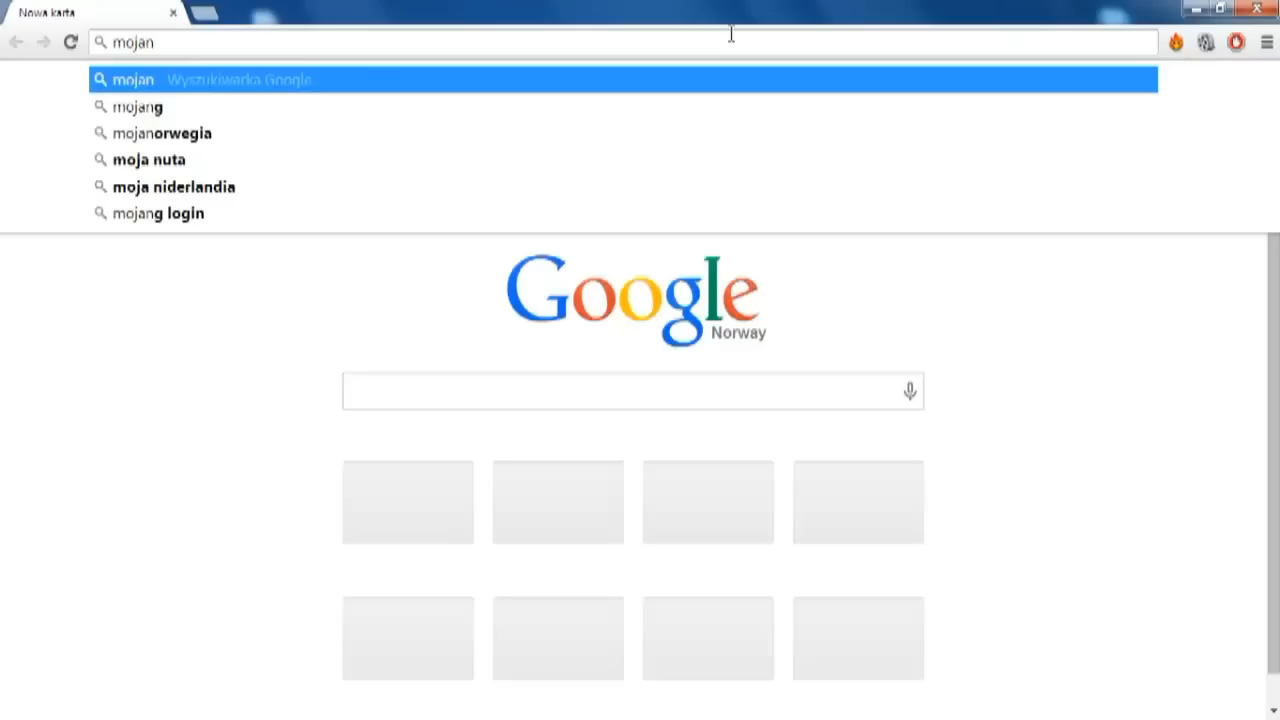 Nowa karta
mojan
mojan Wyszukiwarka Google
mojang
mojanorwegia
moja nuta
moja niderlandia
mojang login
Google
Norway